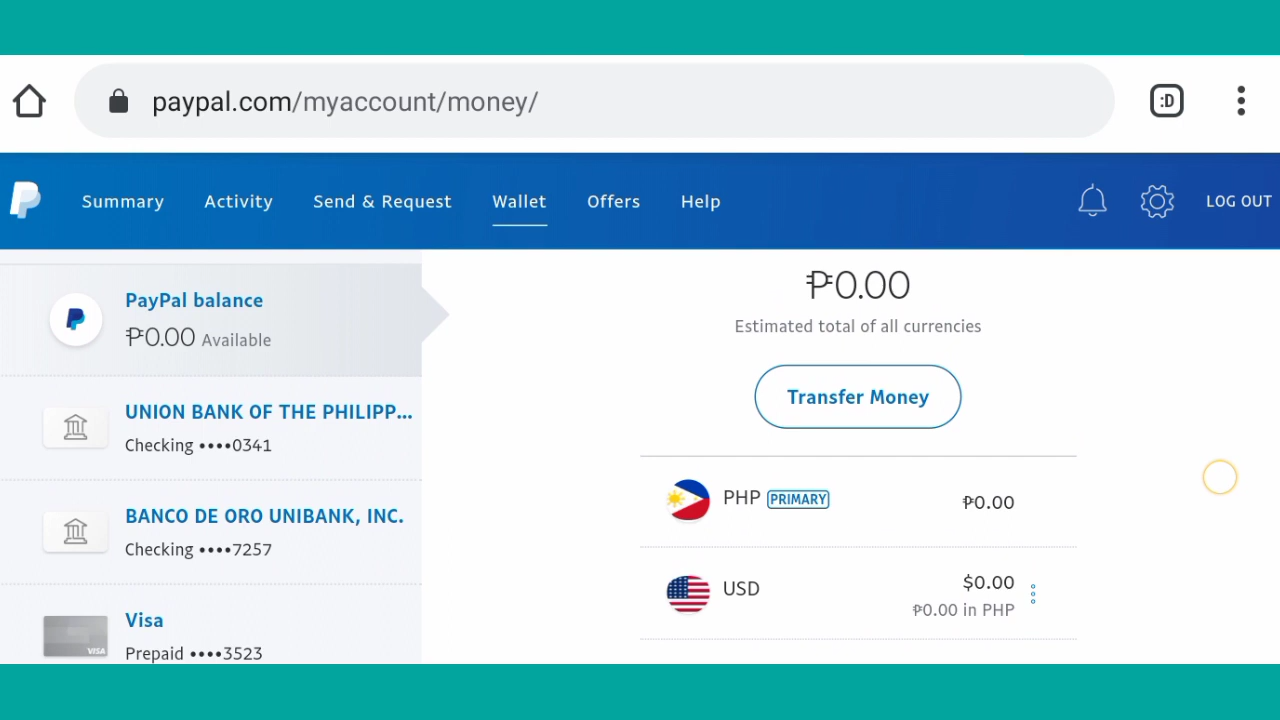 paypal.com/myaccount/money/
:D
Summary Activity Send & Request Wallet Offers Help LOG OUT
PayPal balance
₱0.00 Available
UNION BANK OF THE PHILIPP...
Checking ••••0341
BANCO DE ORO UNIBANK, INC.
Checking ••••7257
Visa
VISA
Prepaid ••••3523
₱0.00
Estimated total of all currencies
Transfer Money
PHP PRIMARY ₱0.00
USD $0.00
₱0.00 in PHP